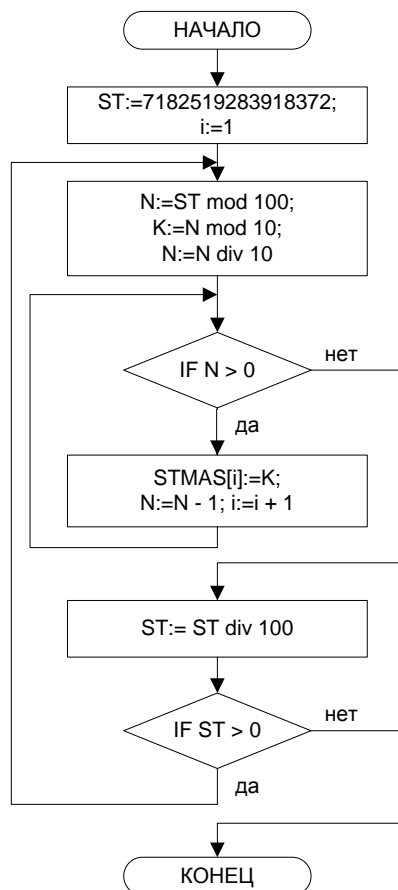 НАЧАЛО
ST:=7182519283918372;
i:=1
N:=ST mod 100;
K:=N mod 10;
N:=N div 10
IF N > 0
нет
да
STMAS[i]:=K;
N:=N - 1; i:=i + 1
ST:= ST div 100
IF ST > 0
нет
да
КОНЕЦ